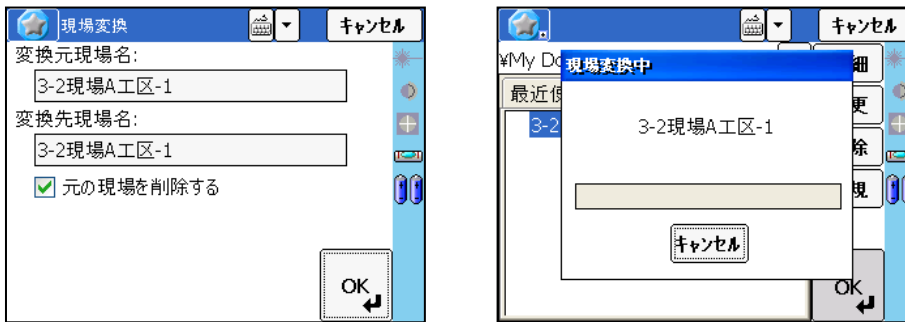 現場変換
キャンセル
変換元現場名:
3-2現場A工区-1
変換先現場名:
3-2現場A工区-1
元の現場を削除する
OK
キャンセル
¥My Do
現場変換中
細
最近使
更
3-2
3-2現場A工区-1
除
規
キャンセル
OK